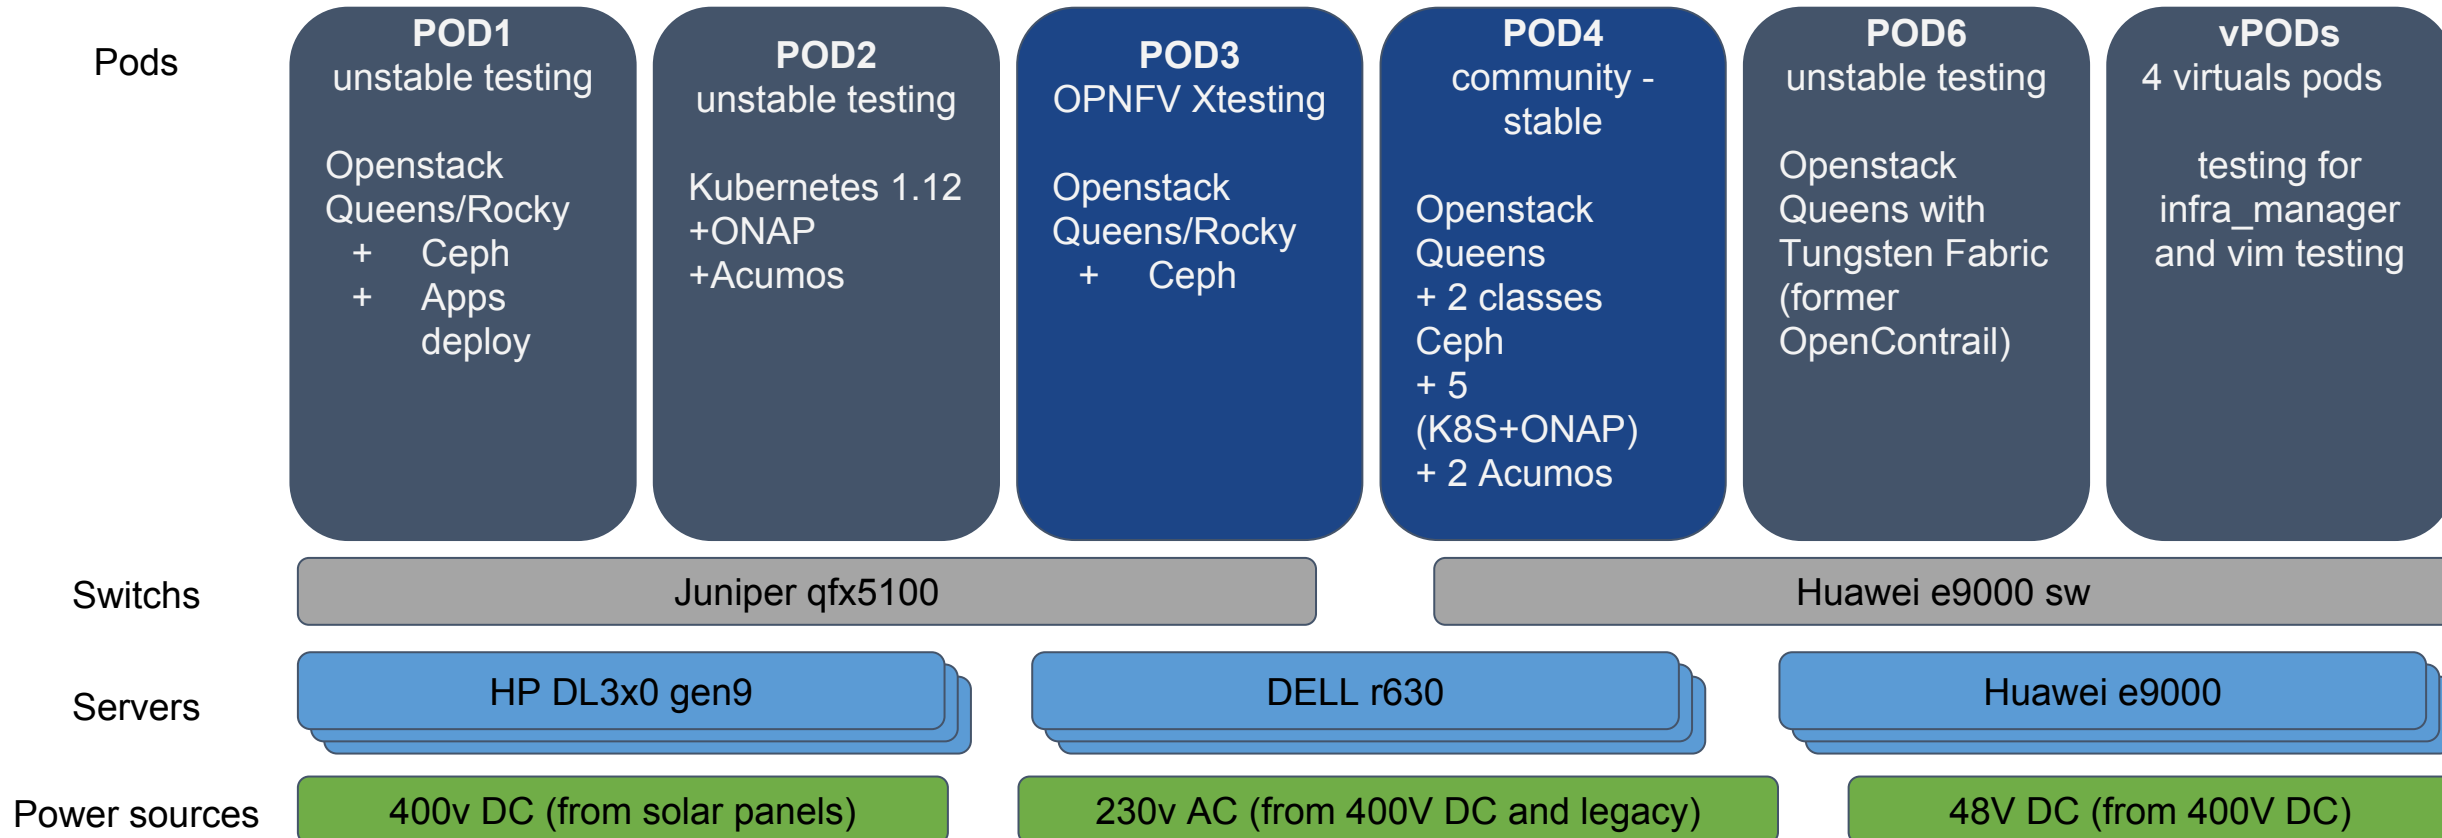 Pods
POD1
unstable testing
Openstack
Queens/Rocky
+ Ceph
+ Apps
deploy
POD2
unstable testing
Kubernetes 1.12
+ONAP
+Acumos
POD3
OPNFV Xtesting
Openstack
Queens/Rocky
+ Ceph
POD4
community -
stable
Openstack
Queens
+ 2 classes
Ceph
+ 5
(K8S+ONAP)
+ 2 Acumos
POD6
unstable testing
Openstack
Queens with
Tungsten Fabric
(former
OpenContrail)
vPODs
4 virtuals pods
testing for
infra_manager
and vim testing
Switchs
Juniper qfx5100
Huawei e9000 sw
Servers
HP DL3x0 gen9
DELL r630
Huawei e9000
Power sources
400v DC (from solar panels)
230v AC (from 400V DC and legacy)
48V DC (from 400V DC)